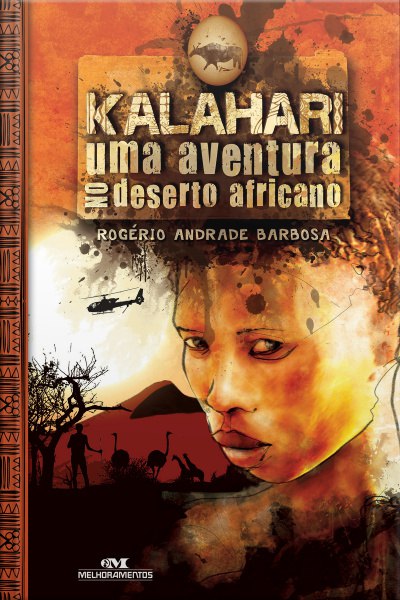 KALAHARI
uma aventura
NO deserto africano
ROGÉRIO ANDRADE BARBOSA
MELHORAMENTOS